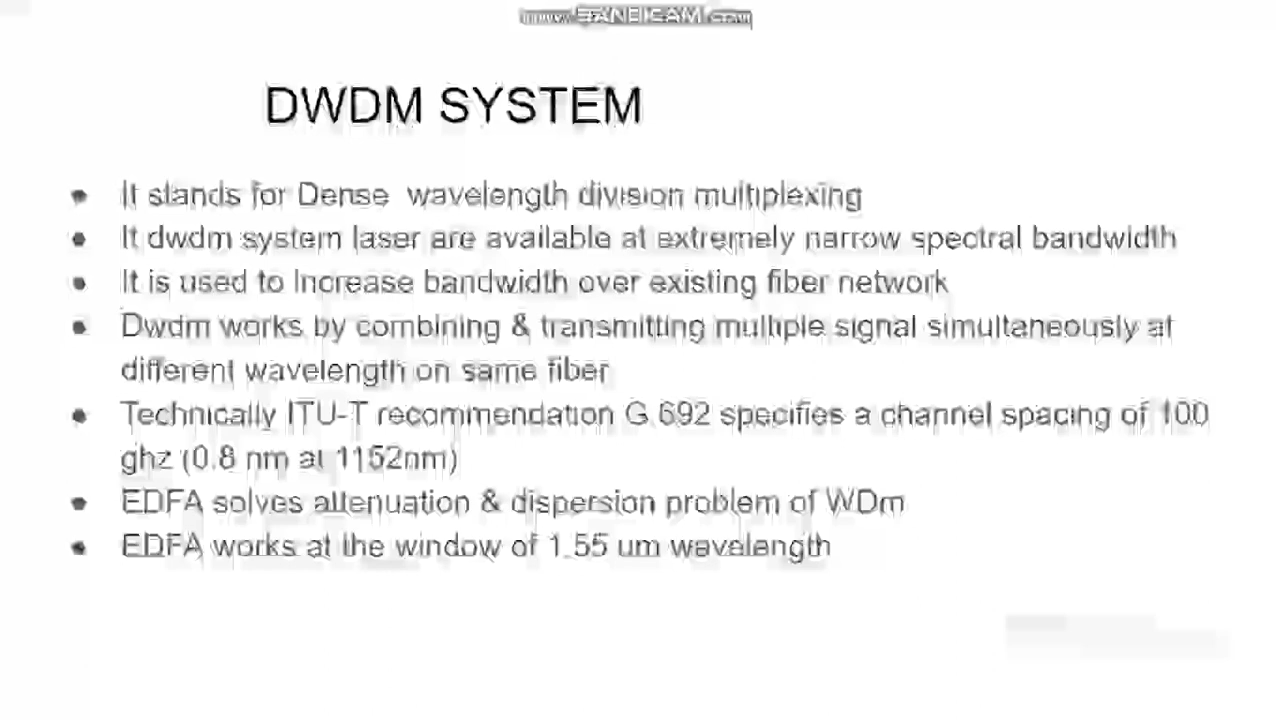 www.BANDICAM.com
DWDM SYSTEM
• It stands for Dense wavelength division multiplexing
• It dwdm system laser are available at extremely narrow spectral bandwidth
• It is used to Increase bandwidth over existing fiber network
• Dwdm works by combining & transmitting multiple signal simultaneously at
different wavelength on same fiber
• Technically ITU-T recommendation G.692 specifies a channel spacing of 100
ghz (0.8 nm at 1152nm)
• EDFA solves attenuation & dispersion problem of WDm
• EDFA works at the window of 1.55 um wavelength